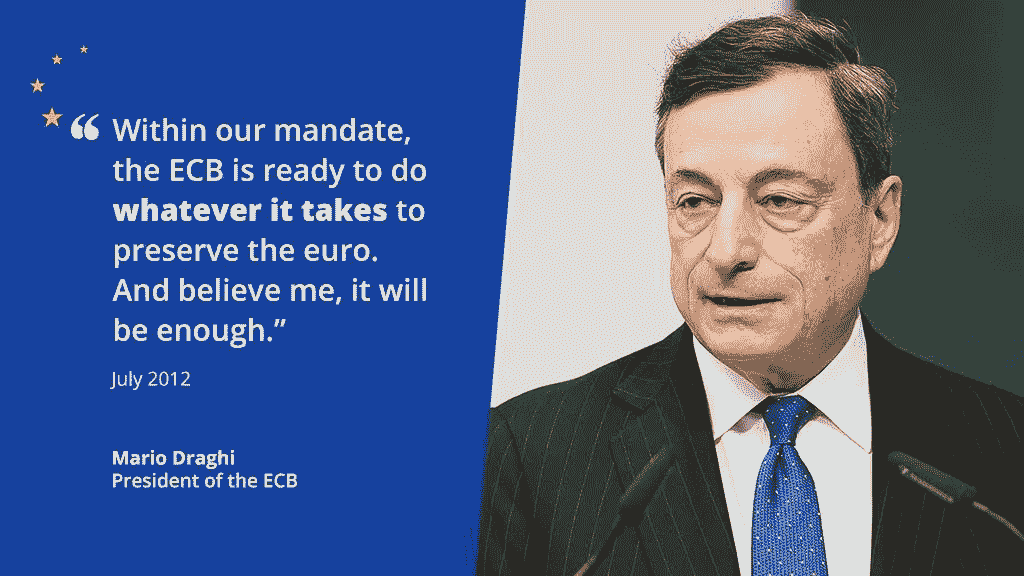 “Within our mandate,
the ECB is ready to do
whatever it takes to
preserve the euro.
And believe me, it will
be enough.”
July 2012
Mario Draghi
President of the ECB